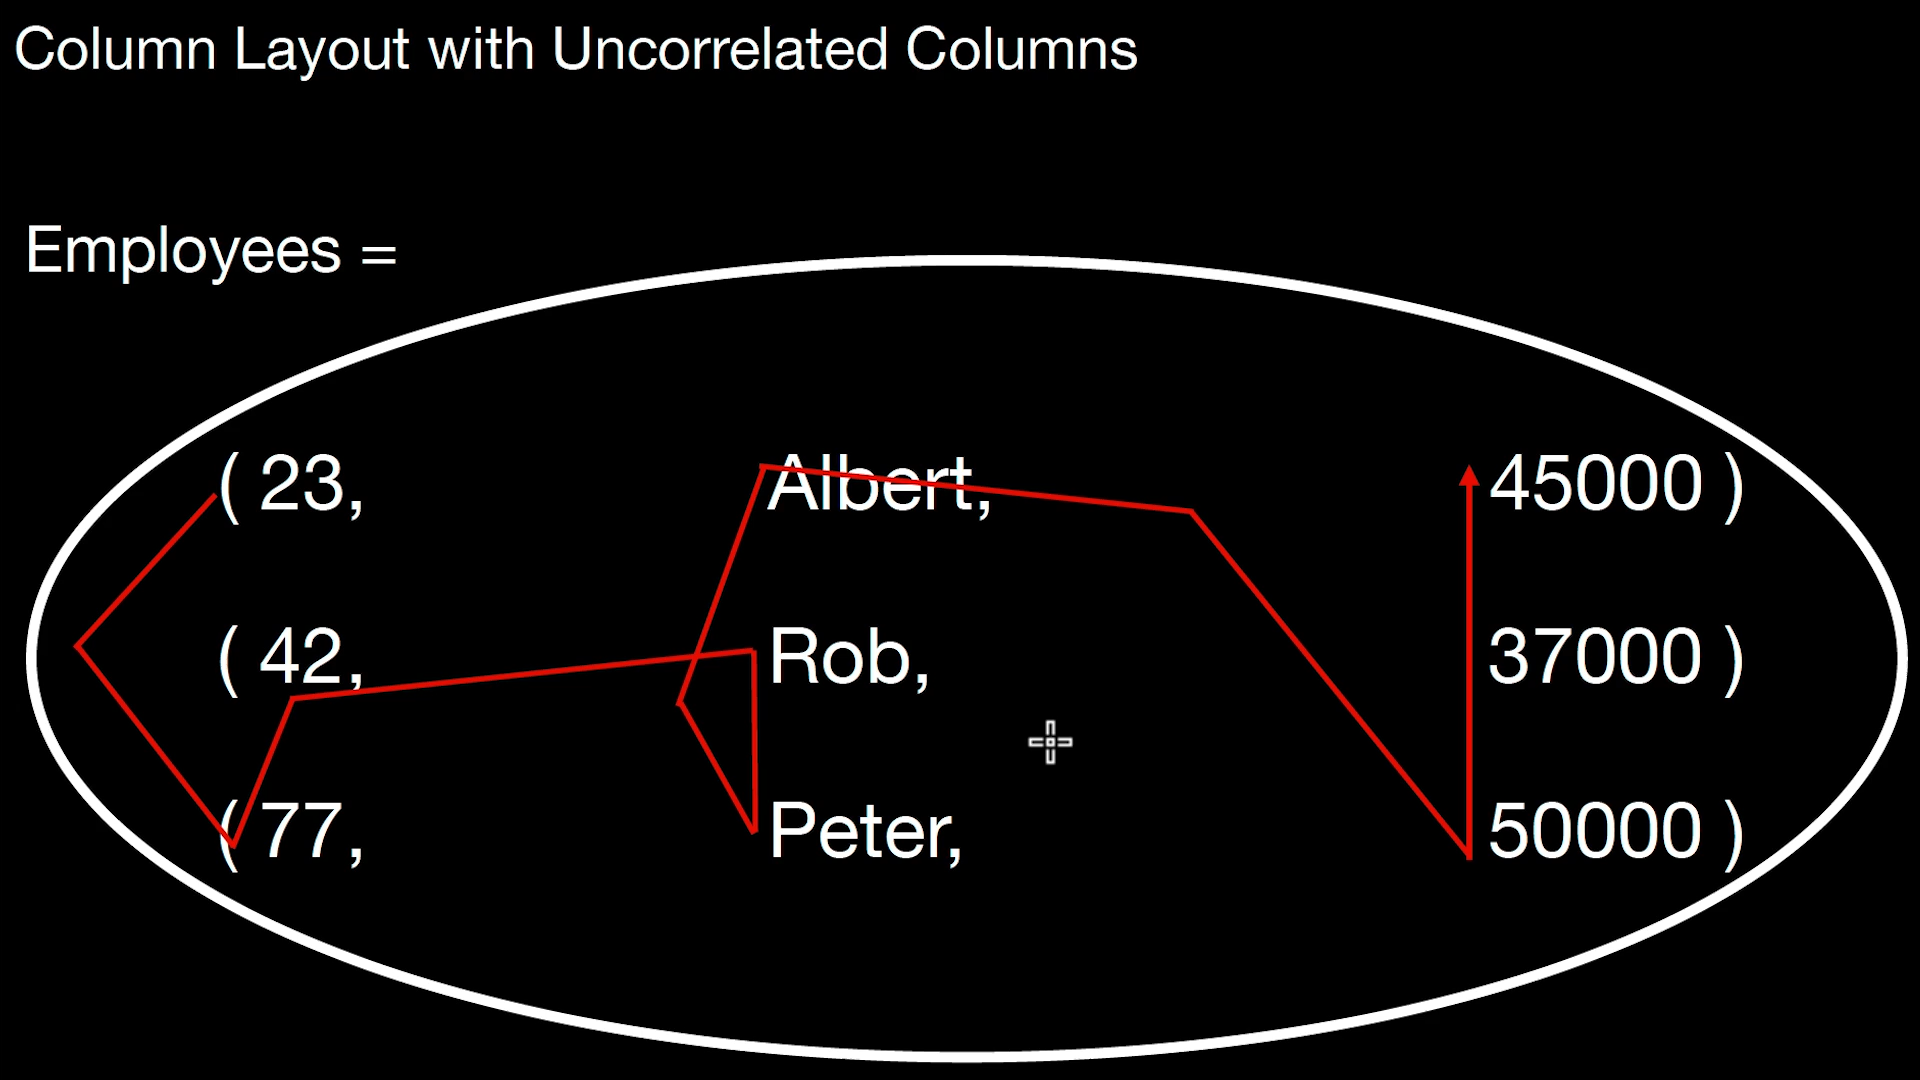 Column Layout with Uncorrelated Columns
Employees =
( 23, Albert, 45000 )
( 42, Rob, 37000 )
( 77, Peter, 50000 )